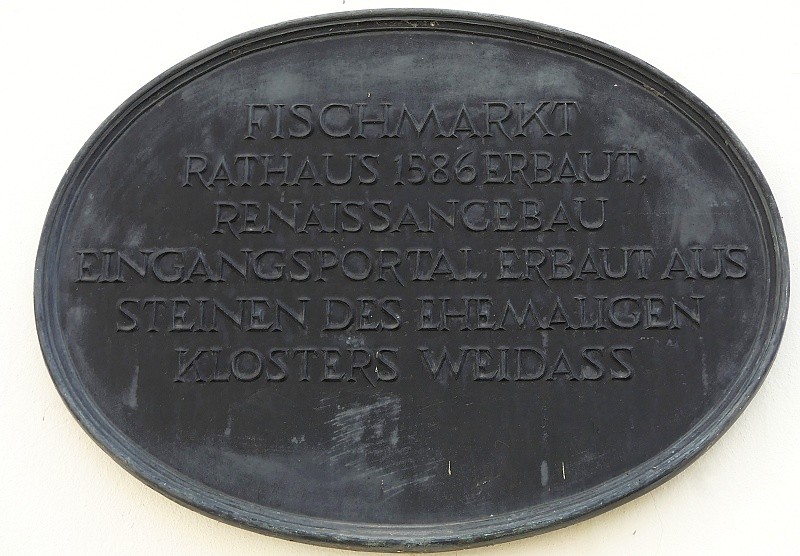 FISCHMARKT
RATHAUS 1586 ERBAUT,
RENAISSANCEBAU
EINGANGSPORTAL ERBAUT AUS
STEINEN DES EHEMALIGEN
KLOSTERS WEIDASS